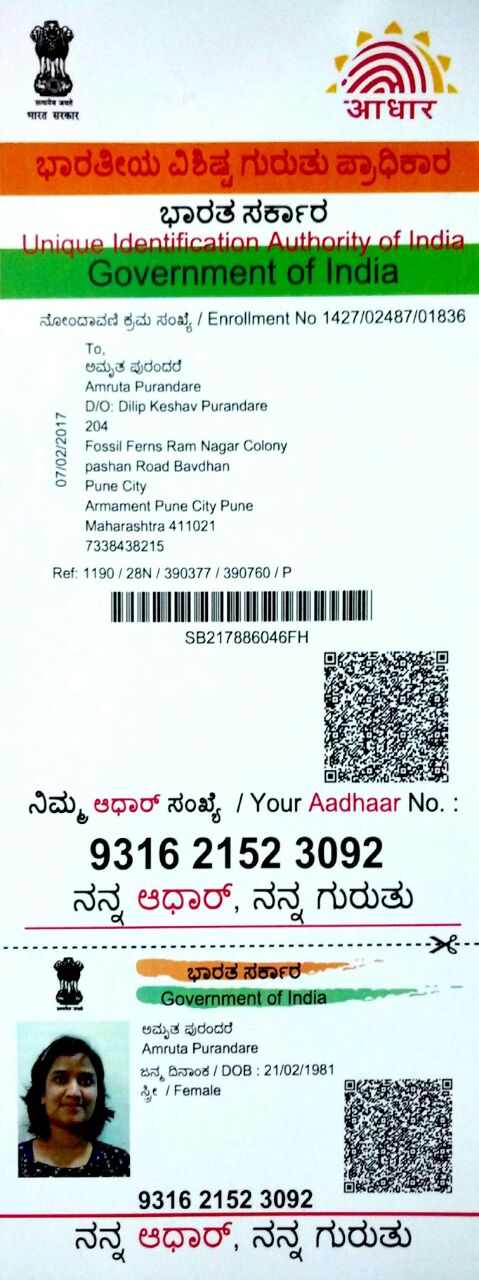 सत्यमेव जयते
भारत सरकार
आधार
ಭಾರತೀಯ ವಿಶಿಷ್ಟ ಗುರುತು ಪ್ರಾಧಿಕಾರ
ಭಾರತ ಸರ್ಕಾರ
Unique Identification Authority of India
Government of India
ನೋಂದಾವಣಿ ಕ್ರಮ ಸಂಖ್ಯೆ / Enrollment No 1427/02487/01836
To,
ಅಮೃತ ಪುರಂದರೆ
Amruta Purandare
D/O: Dilip Keshav Purandare
204
Fossil Ferns Ram Nagar Colony
pashan Road Bavdhan
Pune City
Armament Pune City Pune
Maharashtra 411021
7338438215
07/02/2017
Ref: 1190 / 28N / 390377 / 390760 / P
SB217886046FH
ನಿಮ್ಮ ಆಧಾರ್ ಸಂಖ್ಯೆ / Your Aadhaar No. :
9316 2152 3092
ನನ್ನ ಆಧಾರ್, ನನ್ನ ಗುರುತು
ಭಾರತ ಸರ್ಕಾರ
Government of India
ಅಮೃತ ಪುರಂದರೆ
Amruta Purandare
ಜನ್ಮ ದಿನಾಂಕ / DOB : 21/02/1981
ಸ್ತ್ರೀ / Female
9316 2152 3092
ನನ್ನ ಆಧಾರ್, ನನ್ನ ಗುರುತು